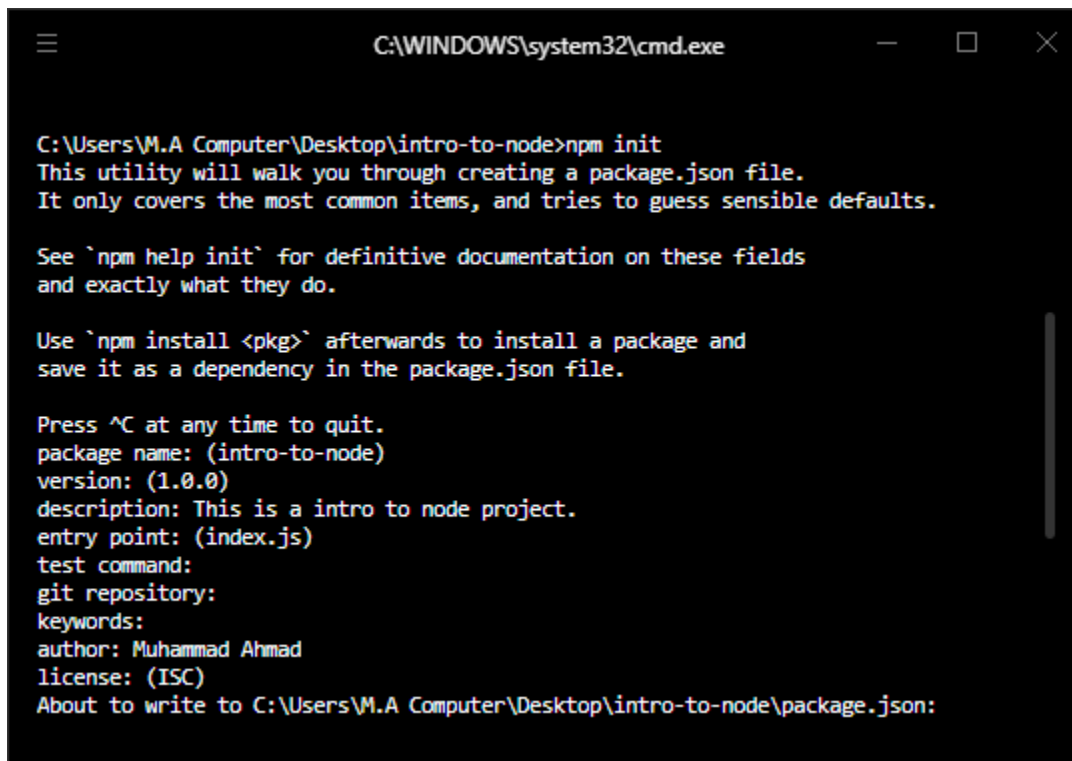 C:\WINDOWS\system32\cmd.exe
C:\Users\M.A Computer\Desktop\intro-to-node>npm init
This utility will walk you through creating a package.json file.
It only covers the most common items, and tries to guess sensible defaults.
See `npm help init` for definitive documentation on these fields
and exactly what they do.
Use `npm install <pkg>` afterwards to install a package and
save it as a dependency in the package.json file.
Press ^C at any time to quit.
package name: (intro-to-node)
version: (1.0.0)
description: This is a intro to node project.
entry point: (index.js)
test command:
git repository:
keywords:
author: Muhammad Ahmad
license: (ISC)
About to write to C:\Users\M.A Computer\Desktop\intro-to-node\package.json: